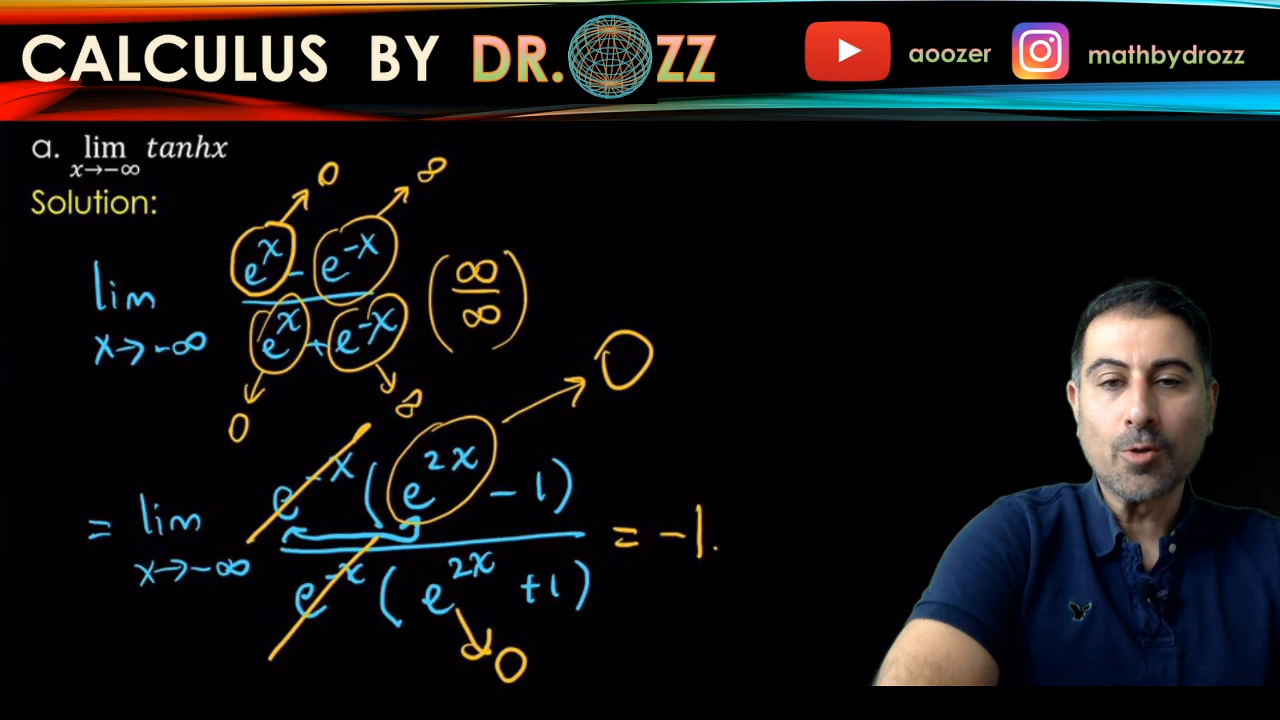 CALCULUS BY DR. OZZ
aoozer mathbydrozz
a. lim tanhx
x→-∞
Solution:
0 ∞
e^x - e^-x
lim (∞/∞)
x→-∞ e^x + e^-x
0 ∞ 0
= lim e^-x (e^2x - 1) = -1.
x→-∞ e^-x (e^2x + 1)
0